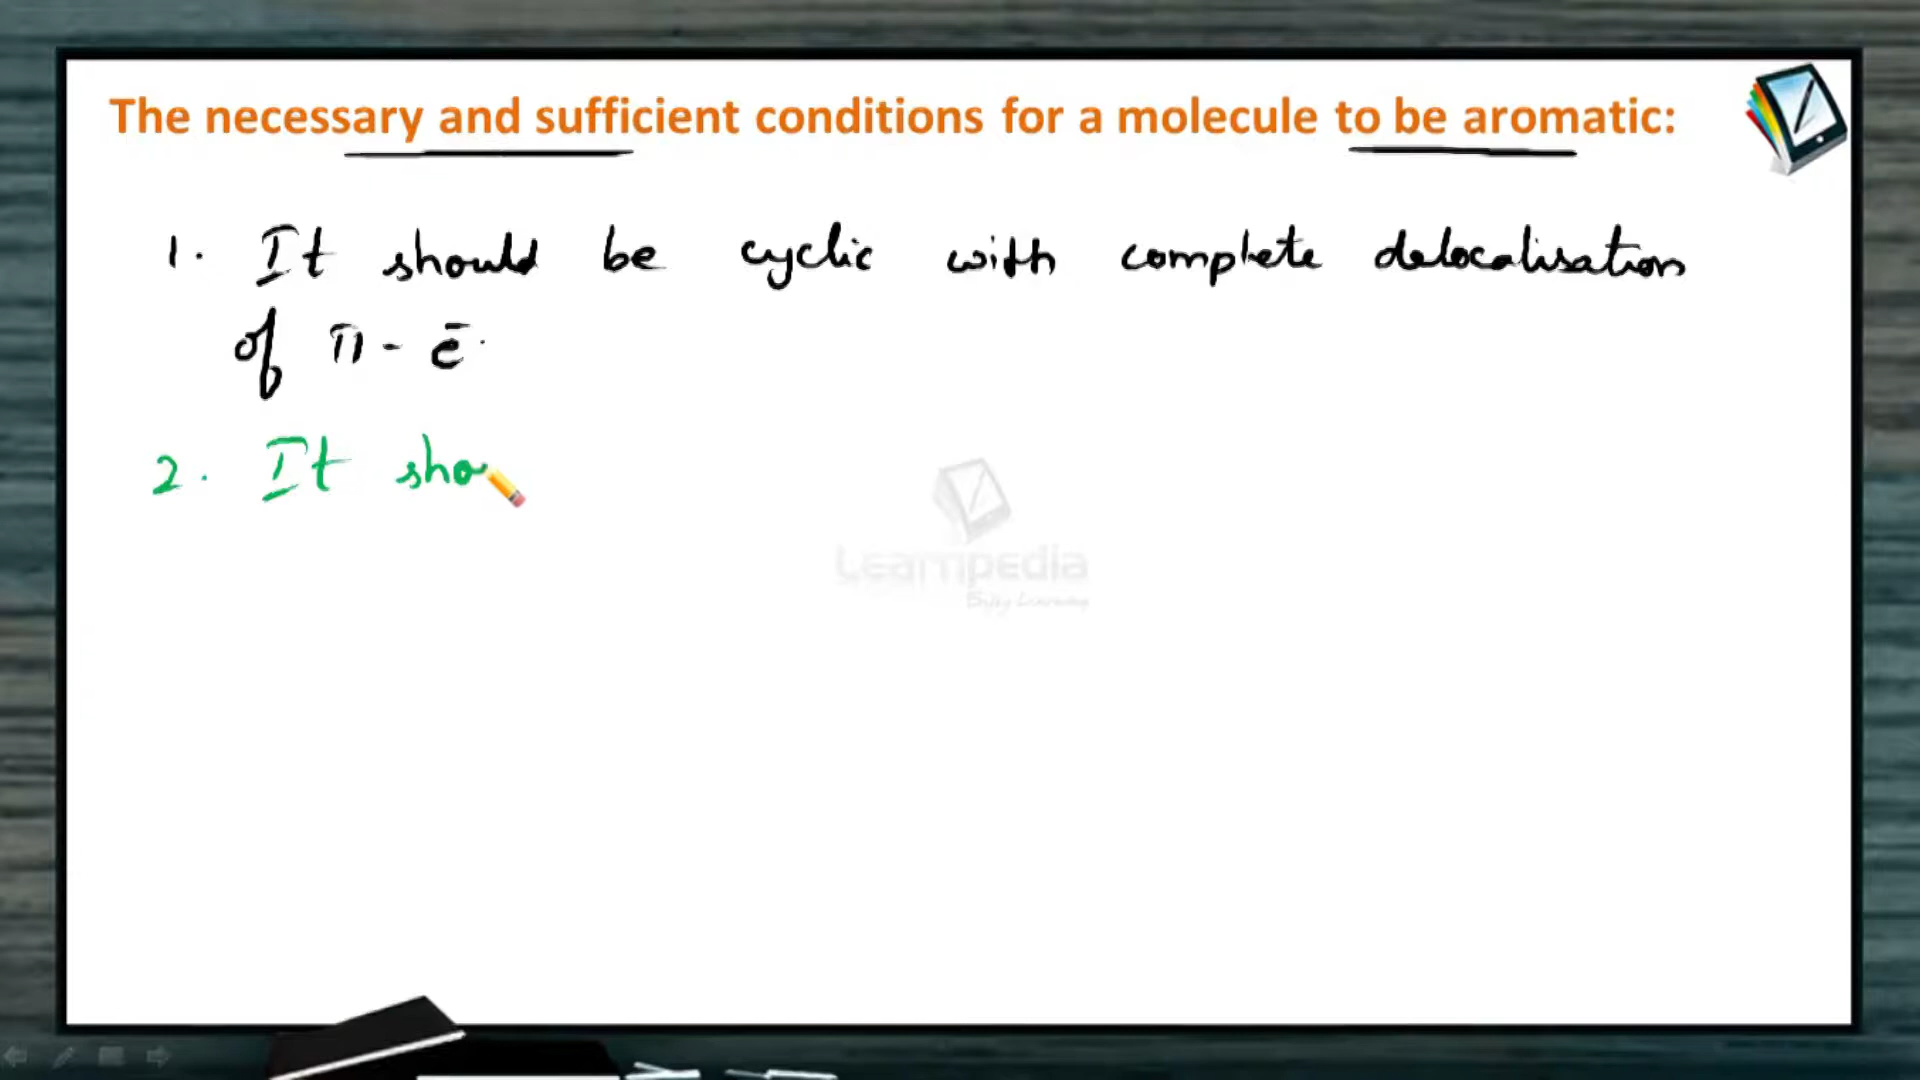 The necessary and sufficient conditions for a molecule to be aromatic:
1. It should be cyclic with complete delocalisation
of π - ē.
2. It sho
Learnpedia